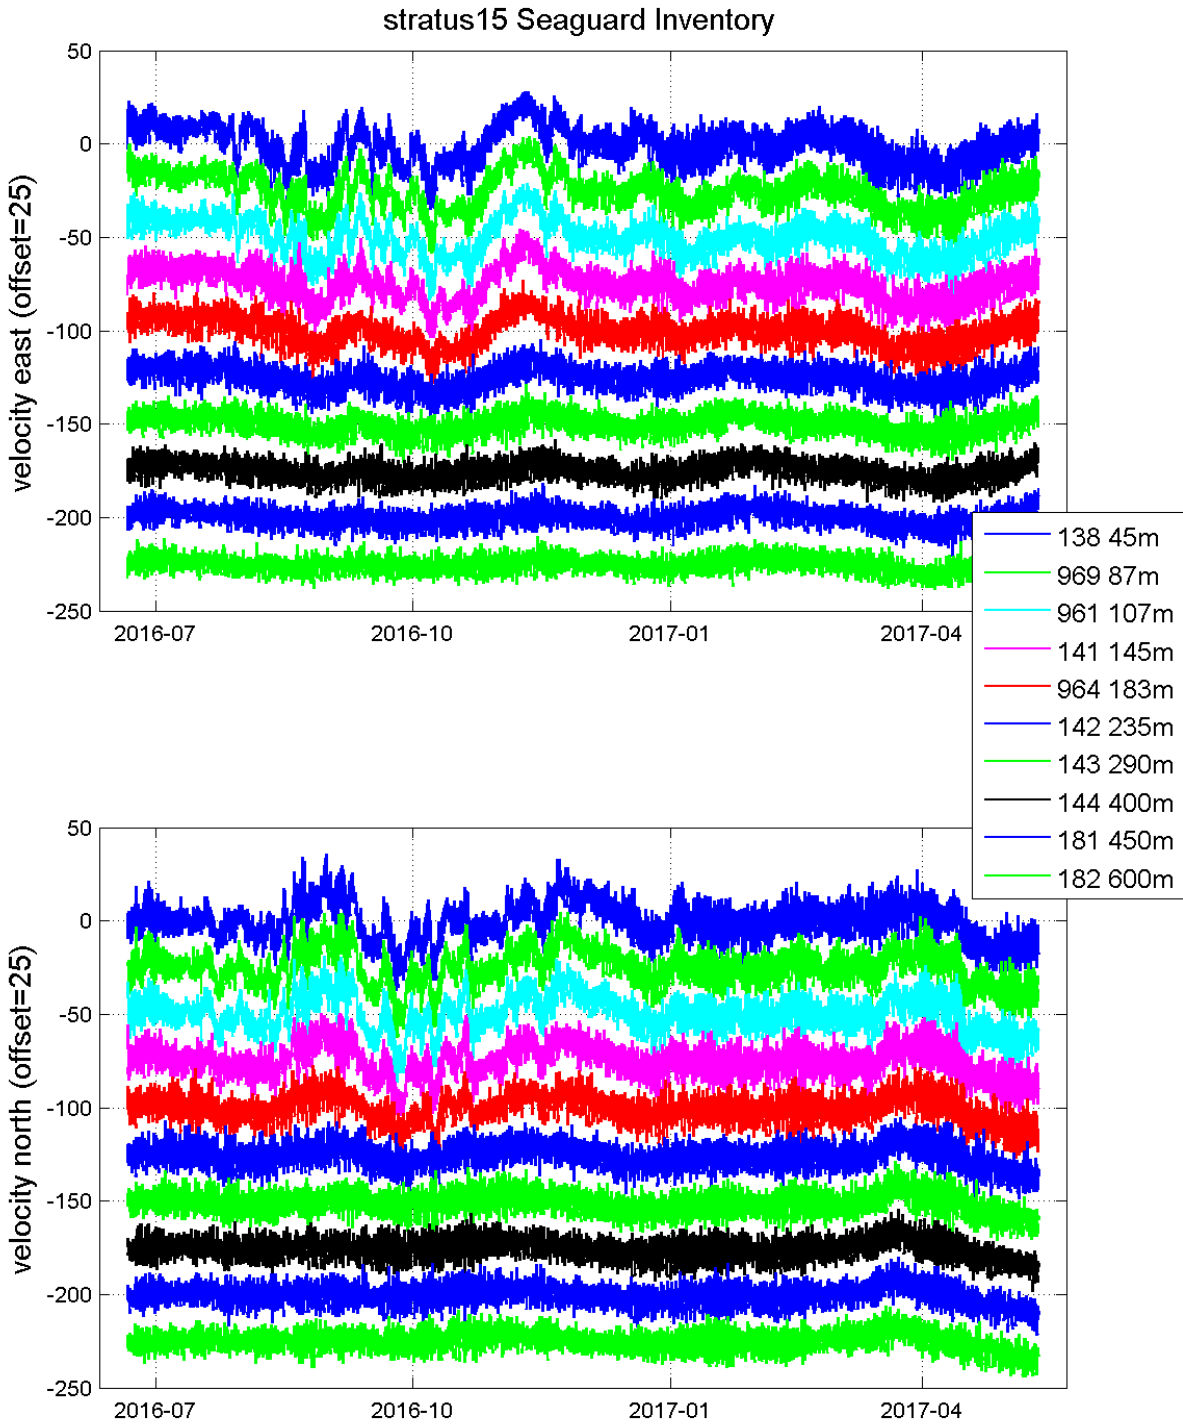 stratus15 Seaguard Inventory
velocity east (offset=25)
50
0
-50
-100
-150
-200
-250
2016-07
2016-10
2017-01
2017-04
138 45m
969 87m
961 107m
141 145m
964 183m
142 235m
143 290m
144 400m
181 450m
182 600m
velocity north (offset=25)
50
0
-50
-100
-150
-200
-250
2016-07
2016-10
2017-01
2017-04